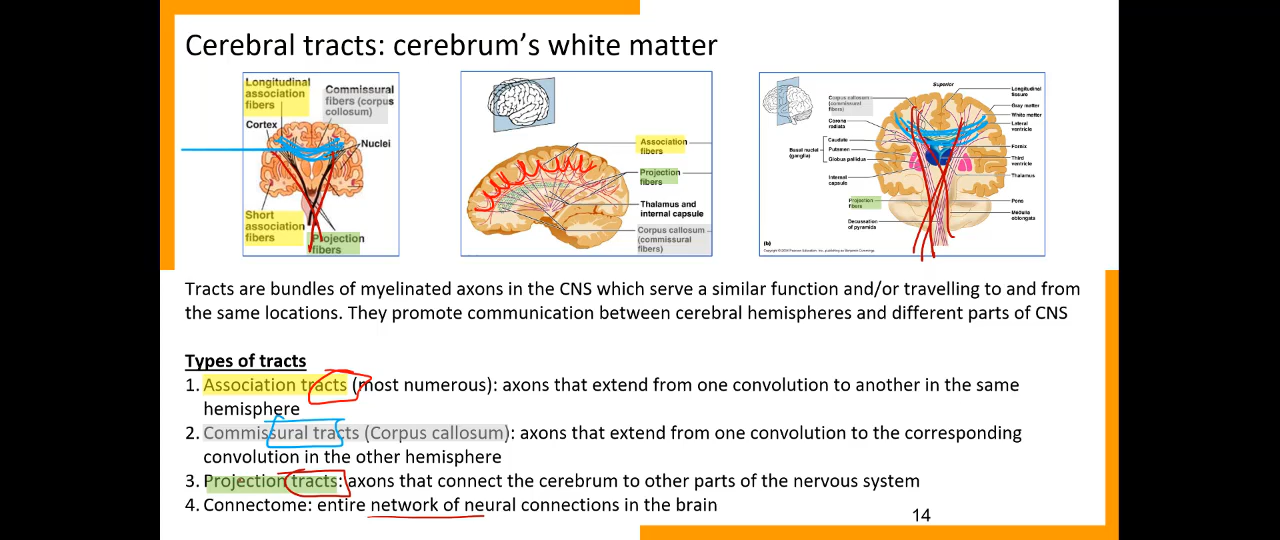 Cerebral tracts: cerebrum's white matter
Longitudinal
association
fibers
Commissural
fibers (corpus
collosum)
Cortex
Nuclei
Short
association
fibers
Projection
fibers
Association
fibers
Projection
fibers
Thalamus and
internal capsule
Corpus callosum
(commissural
fibers)
Superior
Corpus callosum
(commissural
fibers)
Corona
radiata
Basal nuclei
(ganglia)
Caudate
Putamen
Globus pallidus
Internal
capsule
Projection
fibers
Decussation
of pyramids
Longitudinal
fissure
Gray matter
White matter
Lateral
ventricle
Fornix
Third
ventricle
Thalamus
Pons
Medulla
oblongata
(b)
Tracts are bundles of myelinated axons in the CNS which serve a similar function and/or travelling to and from
the same locations. They promote communication between cerebral hemispheres and different parts of CNS
Types of tracts
1. Association tracts (most numerous): axons that extend from one convolution to another in the same
hemisphere
2. Commissural tracts (Corpus callosum): axons that extend from one convolution to the corresponding
convolution in the other hemisphere
3. Projection tracts: axons that connect the cerebrum to other parts of the nervous system
4. Connectome: entire network of neural connections in the brain
14